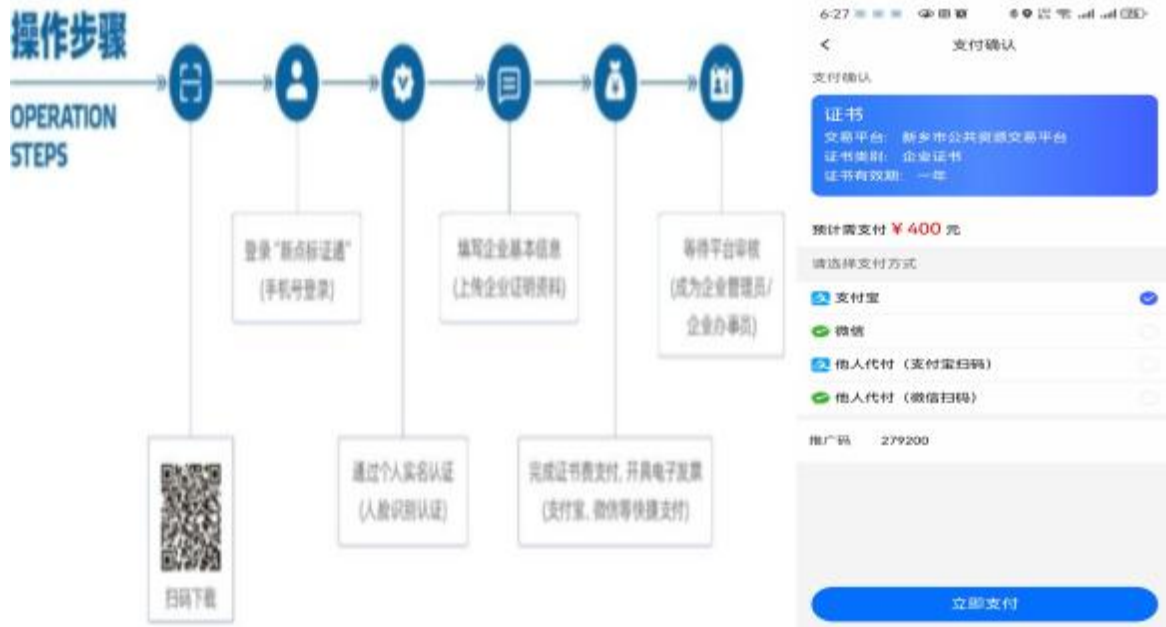 操作步骤
OPERATION
STEPS
扫码下载
登录“新点标证通”
(手机号登录)
通过个人实名认证
(人脸识别认证)
填写企业基本信息
(上传企业证明资料)
完成证书费支付, 开具电子发票
(支付宝、微信等快捷支付)
等待平台审核
(成为企业管理员/
企业办事员)
6:27
支付确认
支付确认
证书
交易平台: 新乡市公共资源交易平台
证书类别: 企业证书
证书有效期: 一年
预计需支付 ¥ 400 元
请选择支付方式
支付宝
微信
他人代付（支付宝扫码）
他人代付（微信扫码）
推广码 279200
立即支付